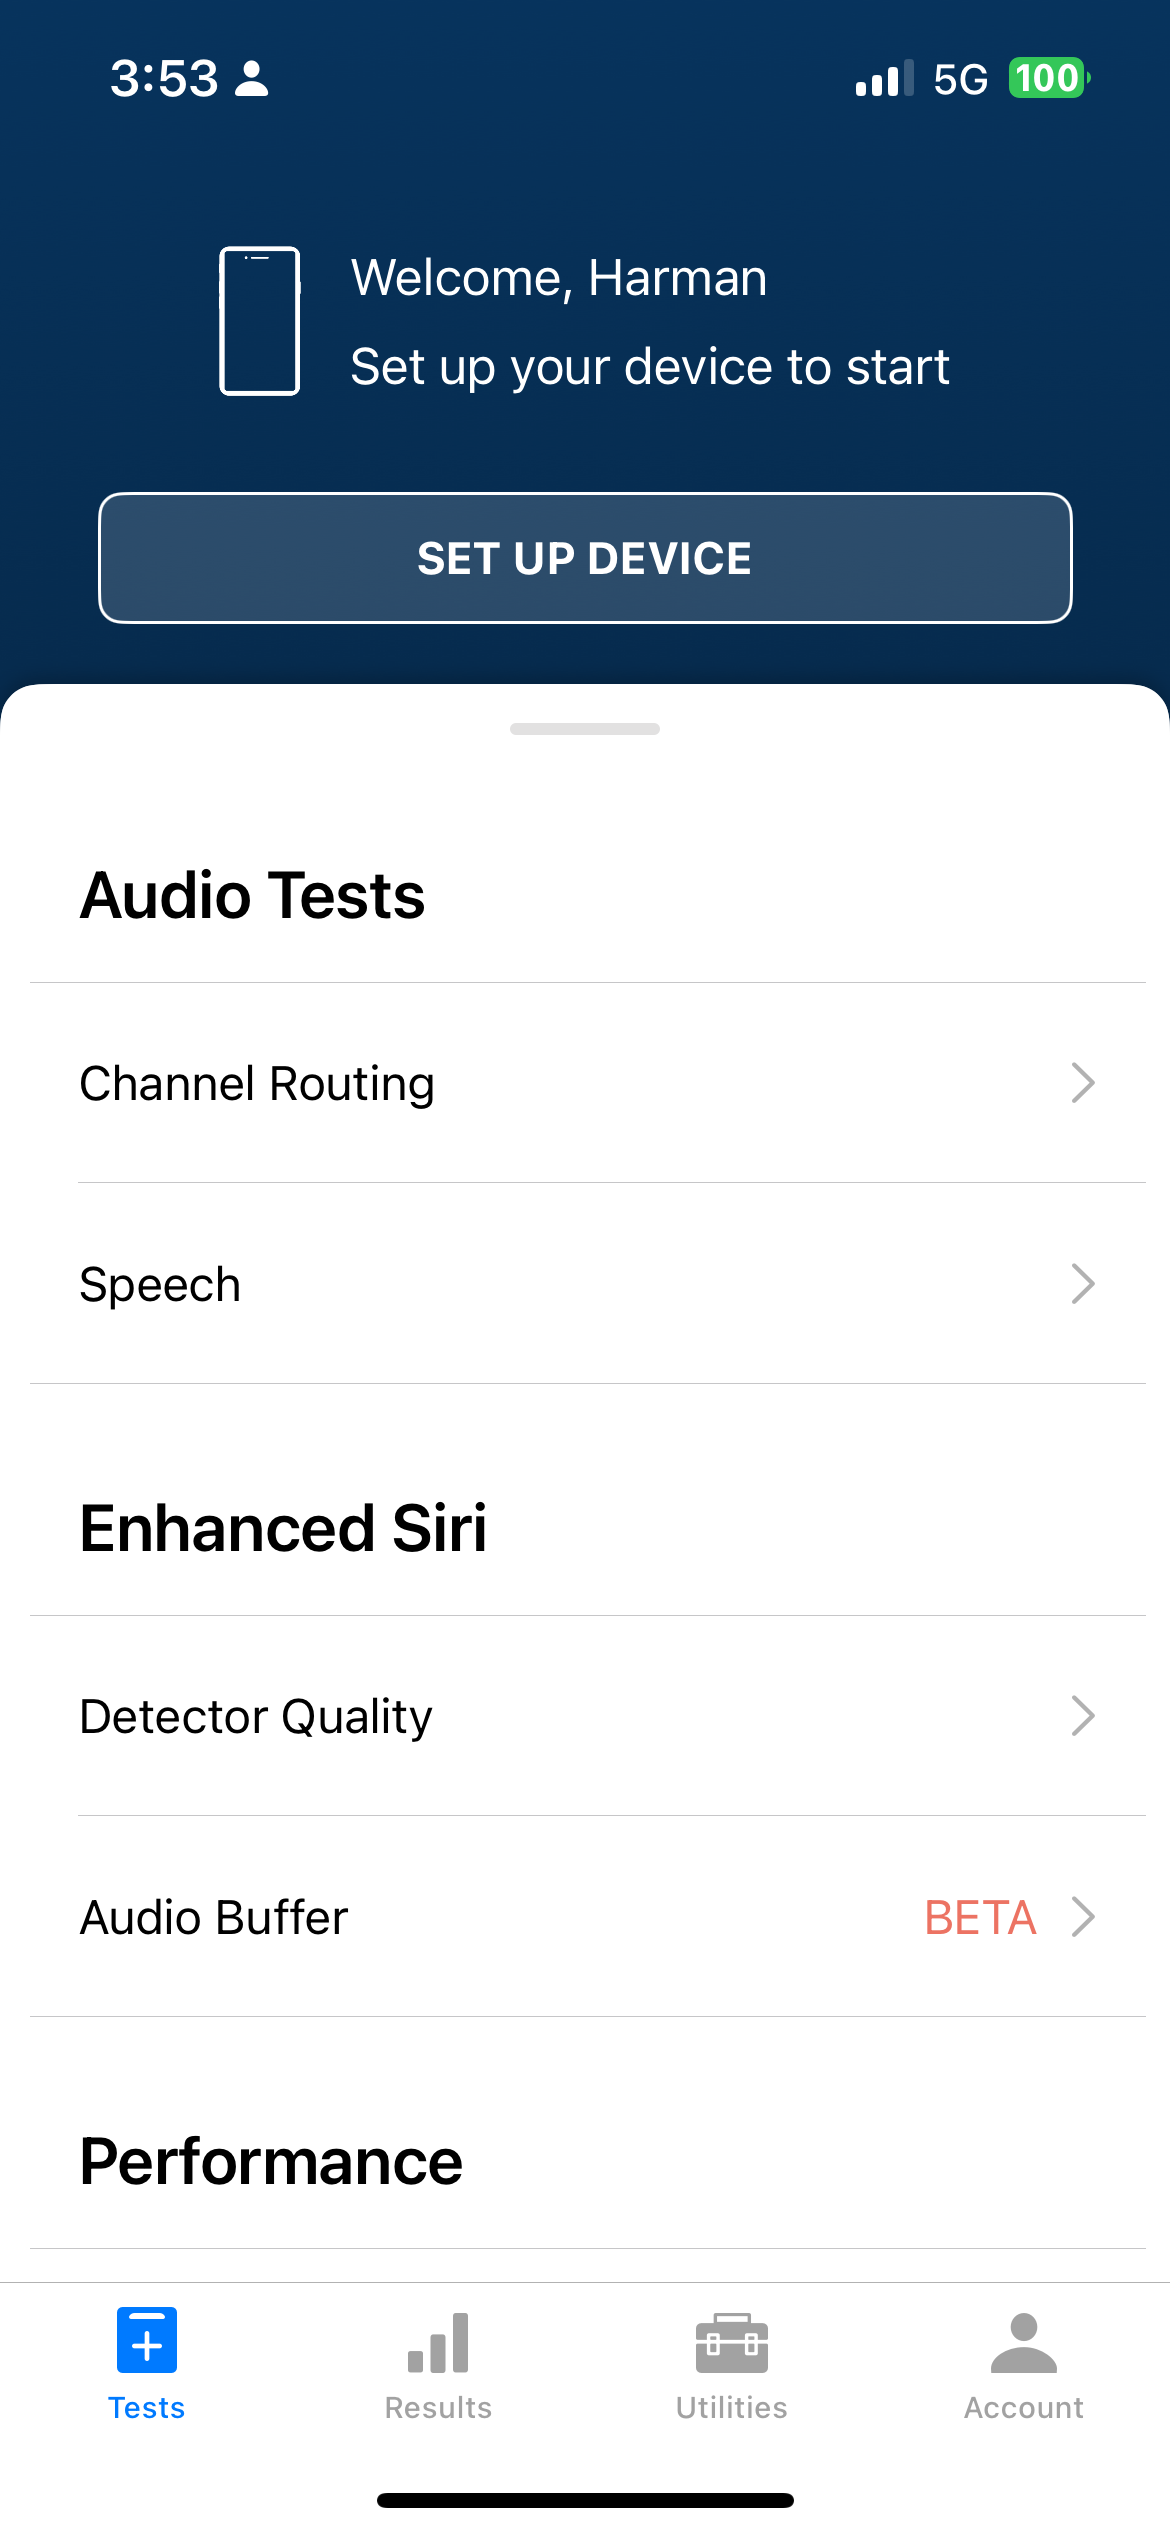 3:53
5G
100
Welcome, Harman
Set up your device to start
SET UP DEVICE
Audio Tests
Channel Routing
Speech
Enhanced Siri
Detector Quality
Audio Buffer BETA
Performance
Tests
Results
Utilities
Account